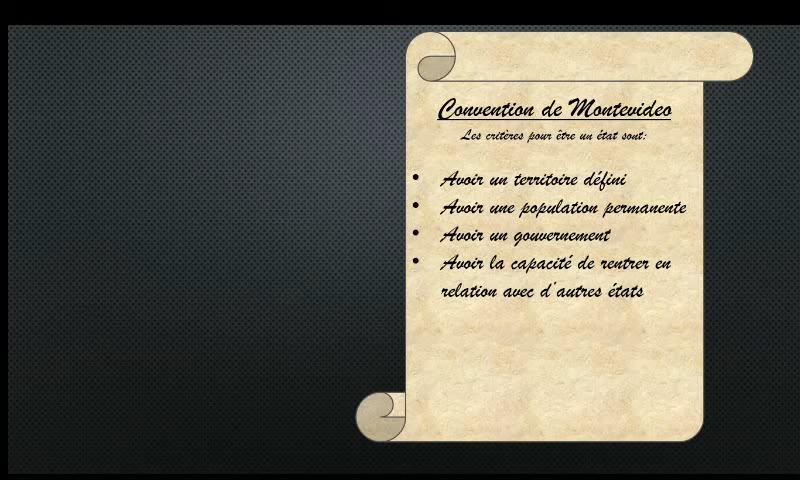 Convention de Montevideo
Les critères pour être un état sont:
• Avoir un territoire défini
• Avoir une population permanente
• Avoir un gouvernement
• Avoir la capacité de rentrer en
relation avec d'autres états